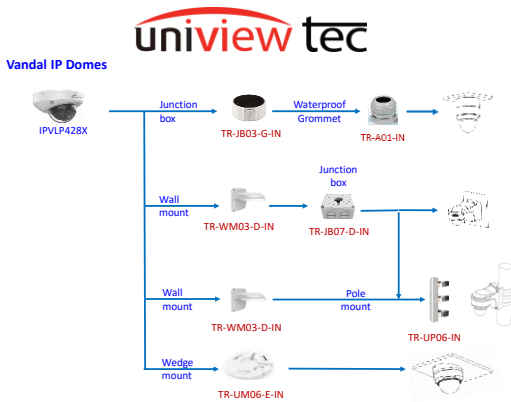 uniview tec
Vandal IP Domes
IPVLP428X
Junction
box
TR-JB03-G-IN
Waterproof
Grommet
TR-A01-IN
Wall
mount
TR-WM03-D-IN
Junction
box
TR-JB07-D-IN
Wall
mount
TR-WM03-D-IN
Pole
mount
TR-UP06-IN
Wedge
mount
TR-UM06-E-IN